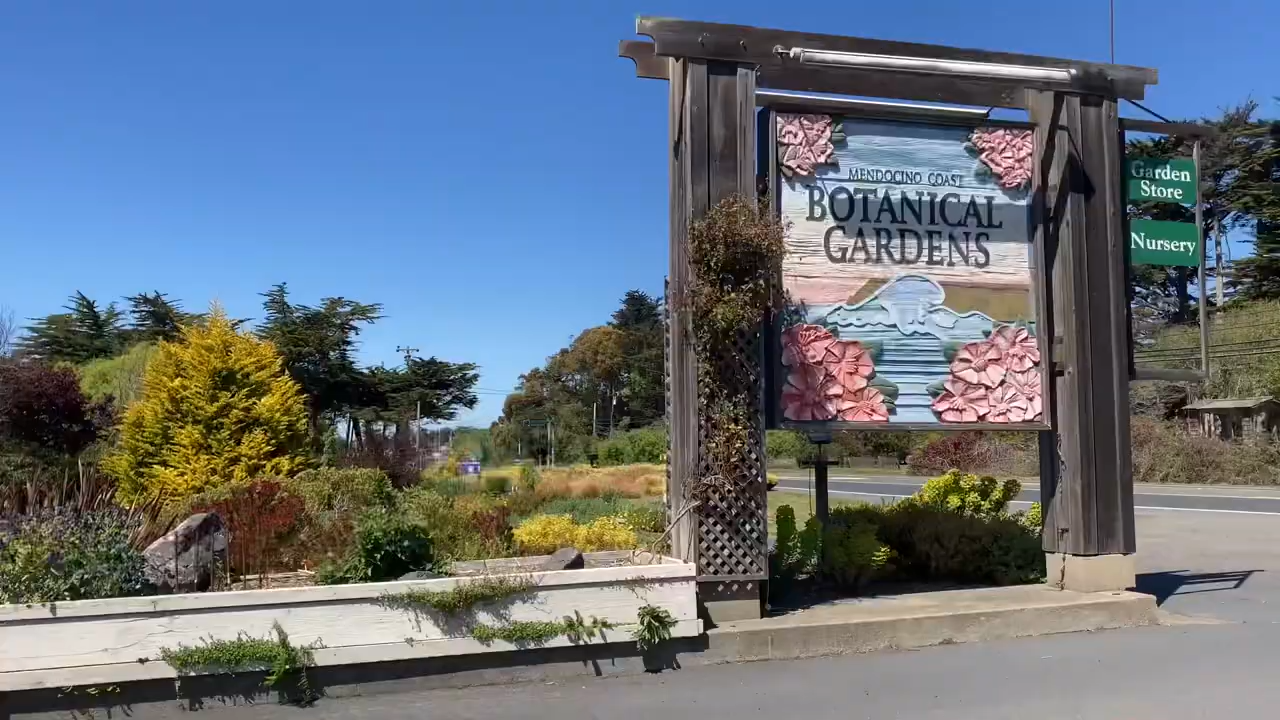 MENDOCINO COAST
BOTANICAL
GARDENS
Garden
Store
Nursery